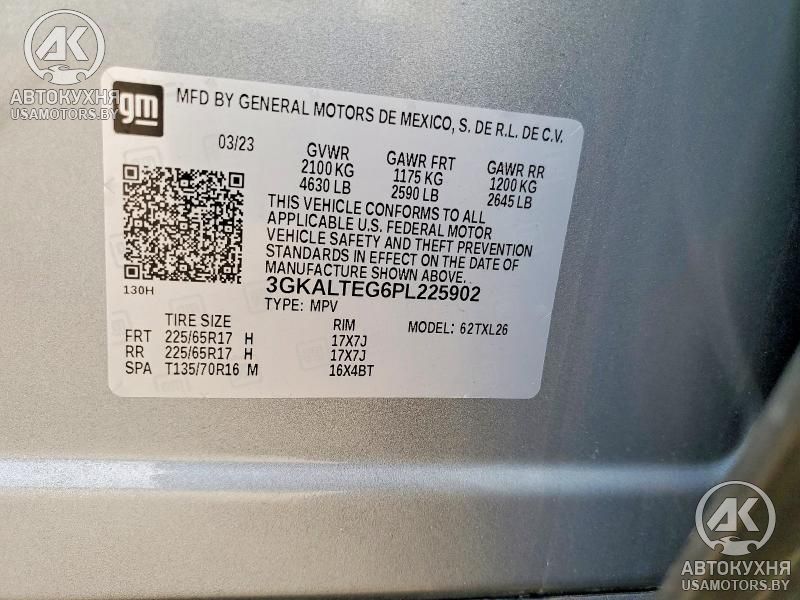 AK
АВТОКУХНЯ
USAMOTORS.BY
gm
MFD BY GENERAL MOTORS DE MEXICO, S. DE R.L. DE C.V.
03/23
GVWR GAWR FRT GAWR RR
2100 KG 1175 KG 1200 KG
4630 LB 2590 LB 2645 LB
THIS VEHICLE CONFORMS TO ALL
APPLICABLE U.S. FEDERAL MOTOR
VEHICLE SAFETY AND THEFT PREVENTION
STANDARDS IN EFFECT ON THE DATE OF
MANUFACTURE SHOWN ABOVE.
130H
3GKALTEG6PL225902
TYPE: MPV
TIRE SIZE RIM MODEL: 62TXL26
FRT 225/65R17 H 17X7J
RR 225/65R17 H 17X7J
SPA T135/70R16 M 16X4BT
AK
АВТОКУХНЯ
USAMOTORS.BY